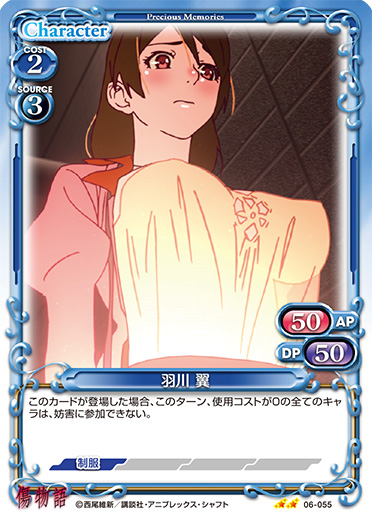 Precious Memories
Character
COST
2
SOURCE
3
50 AP
DP 50
羽川 翼
このカードが登場した場合、このターン、使用コストが0の全てのキャ
ラは、妨害に参加できない。
制服
傷物語
©西尾維新／講談社・アニプレックス・シャフト
06-055